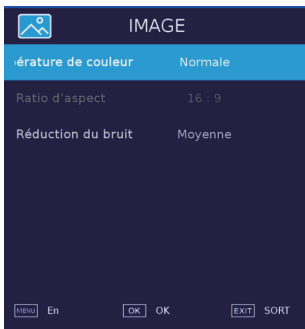 IMAGE
érature de couleur Normale
Ratio d'aspect 16 : 9
Réduction du bruit Moyenne
MENU En OK OK EXIT SORT